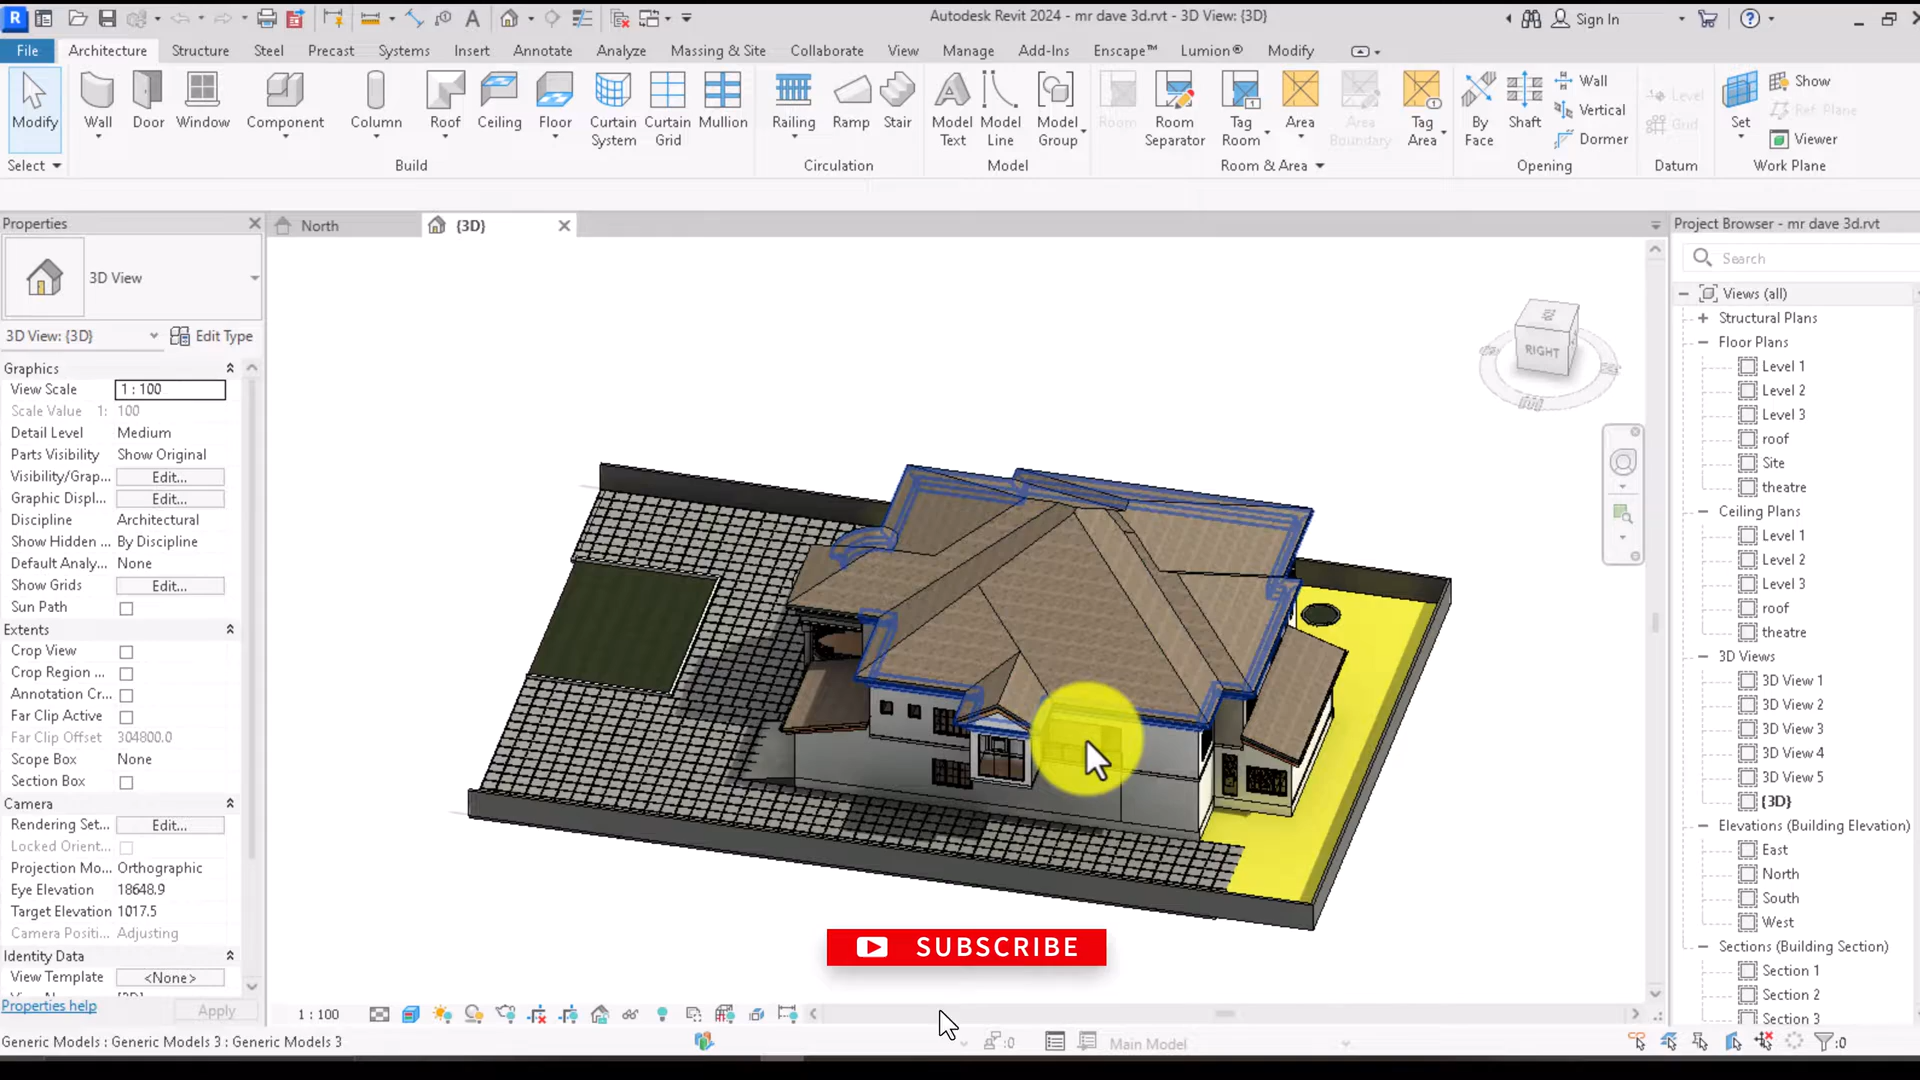 Autodesk Revit 2024 - mr dave 3d.rvt - 3D View: {3D}
Sign In
File Architecture Structure Steel Precast Systems Insert Annotate Analyze Massing & Site Collaborate View Manage Add-Ins Enscape™ Lumion® Modify
Modify Wall Door Window Component Column Roof Ceiling Floor Curtain System Curtain Grid Mullion Railing Ramp Stair Model Text Model Line Model Group Room Room Separator Tag Room Area Area Boundary Tag Area By Face Shaft Wall Vertical Dormer Level Grid Set Show Ref Plane Viewer
Select Build Circulation Model Room & Area Opening Datum Work Plane
Properties
3D View
3D View: {3D} Edit Type
Graphics
View Scale 1 : 100
Scale Value 1: 100
Detail Level Medium
Parts Visibility Show Original
Visibility/Grap... Edit...
Graphic Displ... Edit...
Discipline Architectural
Show Hidden ... By Discipline
Default Analy... None
Show Grids Edit...
Sun Path
Extents
Crop View
Crop Region ...
Annotation Cr...
Far Clip Active
Far Clip Offset 304800.0
Scope Box None
Section Box
Camera
Rendering Set... Edit...
Locked Orient...
Projection Mo... Orthographic
Eye Elevation 18648.9
Target Elevation 1017.5
Camera Positi... Adjusting
Identity Data
View Template <None>
Properties help Apply
North {3D}
RIGHT
SUBSCRIBE
1 : 100
Generic Models : Generic Models 3 : Generic Models 3
:0
Main Model
:0
Project Browser - mr dave 3d.rvt
Search
Views (all)
Structural Plans
Floor Plans
Level 1
Level 2
Level 3
roof
Site
theatre
Ceiling Plans
Level 1
Level 2
Level 3
roof
theatre
3D Views
3D View 1
3D View 2
3D View 3
3D View 4
3D View 5
{3D}
Elevations (Building Elevation)
East
North
South
West
Sections (Building Section)
Section 1
Section 2
Section 3